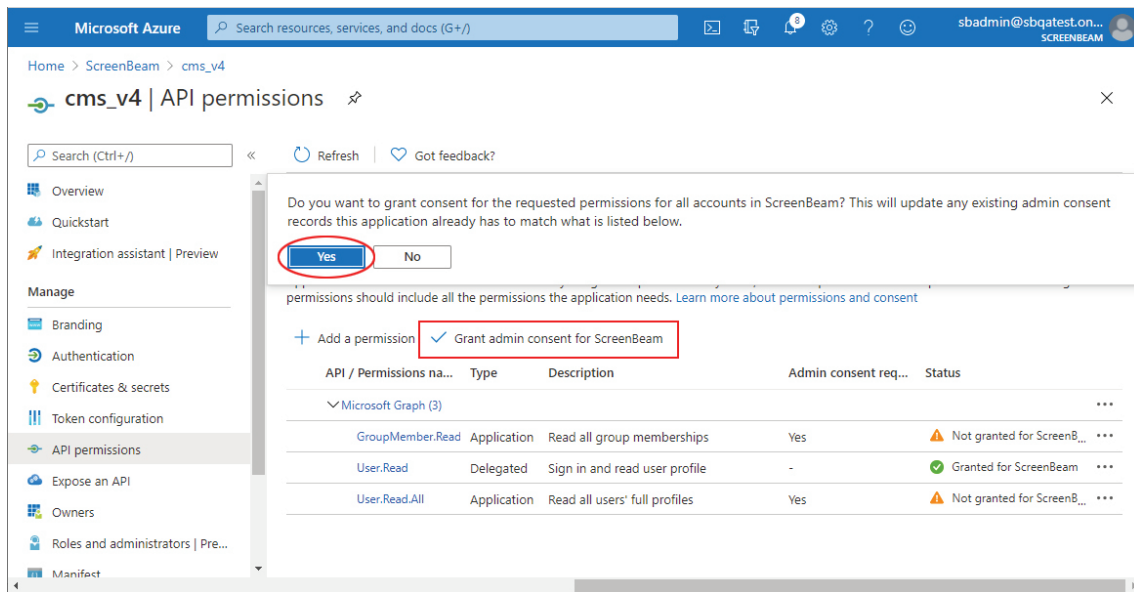 Microsoft Azure
Search resources, services, and docs (G+/)
8
sbadmin@sbqatest.on...
SCREENBEAM
Home > ScreenBeam > cms_v4
cms_v4 | API permissions
Search (Ctrl+/)
«
Refresh
Got feedback?
Overview
Quickstart
Integration assistant | Preview
Manage
Branding
Authentication
Certificates & secrets
Token configuration
API permissions
Expose an API
Owners
Roles and administrators | Pre...
Manifest
Do you want to grant consent for the requested permissions for all accounts in ScreenBeam? This will update any existing admin consent
records this application already has to match what is listed below.
Yes No
permissions should include all the permissions the application needs. Learn more about permissions and consent
Add a permission Grant admin consent for ScreenBeam
API / Permissions na... Type Description Admin consent req... Status
Microsoft Graph (3)
GroupMember.Read Application Read all group memberships Yes Not granted for ScreenB...
User.Read Delegated Sign in and read user profile - Granted for ScreenBeam
User.Read.All Application Read all users' full profiles Yes Not granted for ScreenB...